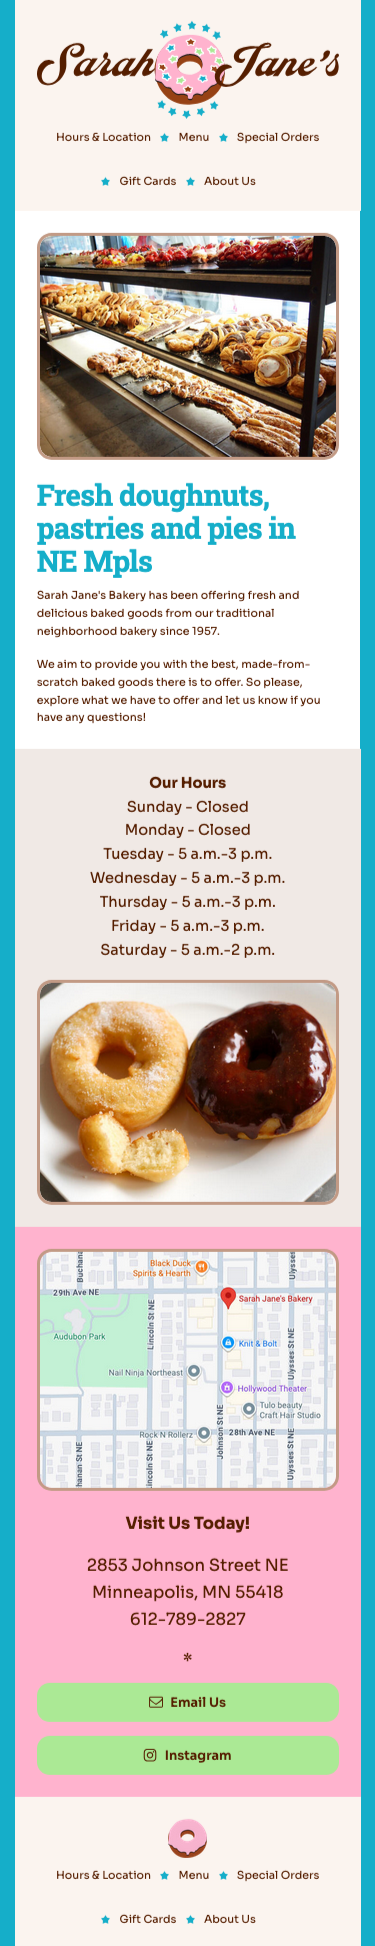 Sarah Jane's
Hours & Location Menu Special Orders
Gift Cards About Us
Fresh doughnuts,
pastries and pies in
NE Mpls
Sarah Jane's Bakery has been offering fresh and
delicious baked goods from our traditional
neighborhood bakery since 1957.
We aim to provide you with the best, made-from-
scratch baked goods there is to offer. So please,
explore what we have to offer and let us know if you
have any questions!
Our Hours
Sunday - Closed
Monday - Closed
Tuesday - 5 a.m.-3 p.m.
Wednesday - 5 a.m.-3 p.m.
Thursday - 5 a.m.-3 p.m.
Friday - 5 a.m.-3 p.m.
Saturday - 5 a.m.-2 p.m.
Buchana
Black Duck
Spirits & Hearth
Ulysses
29th Ave NE
Sarah Jane's Bakery
Lincoln St NE
Audubon Park
Knit & Bolt
Ulysses St NE
Nail Ninja Northeast
Hollywood Theater
Tulo beauty
Craft Hair Studio
Johnson St NE
Rock N Rollerz
28th Ave NE
hanan St NE
incoln St NE
Ulysses St NE
Visit Us Today!
2853 Johnson Street NE
Minneapolis, MN 55418
612-789-2827
*
Email Us
Instagram
Hours & Location Menu Special Orders
Gift Cards About Us